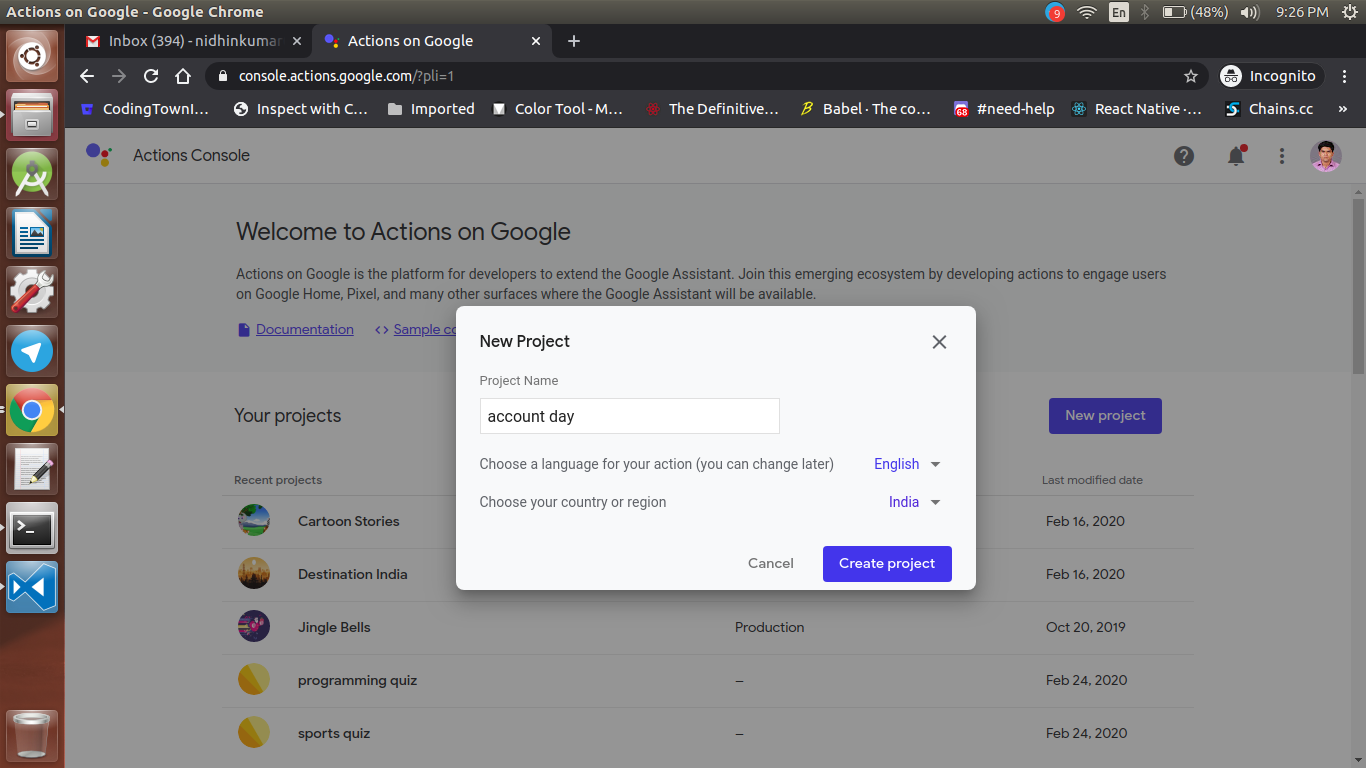 Actions on Google - Google Chrome
9 En (48%) 9:26 PM
Inbox (394) - nidhinkumar
Actions on Google
console.actions.google.com/?pli=1
Incognito
CodingTownI... Inspect with C... Imported Color Tool - M... The Definitive... Babel · The co... 68 #need-help React Native ·... Chains.cc »
Actions Console
Welcome to Actions on Google
Actions on Google is the platform for developers to extend the Google Assistant. Join this emerging ecosystem by developing actions to engage users
on Google Home, Pixel, and many other surfaces where the Google Assistant will be available.
Documentation <> Sample co
New Project
Project Name
account day
Choose a language for your action (you can change later) English
Choose your country or region India
Cancel Create project
Your projects New project
Recent projects Last modified date
Cartoon Stories Feb 16, 2020
Destination India Feb 16, 2020
Jingle Bells Production Oct 20, 2019
programming quiz – Feb 24, 2020
sports quiz – Feb 24, 2020